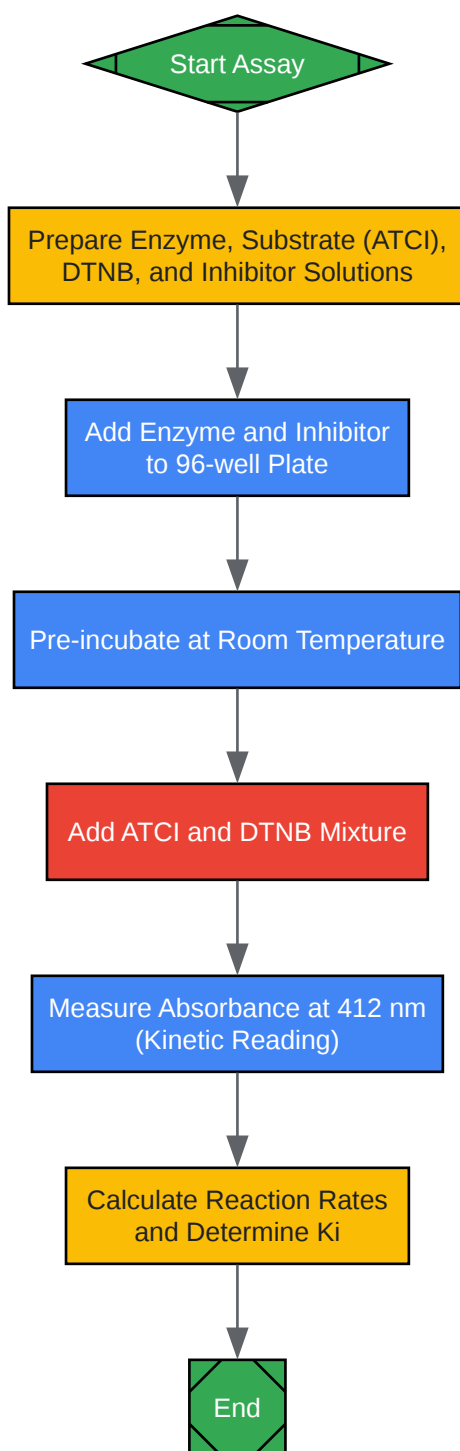 Start Assay
Prepare Enzyme, Substrate (ATCI),
DTNB, and Inhibitor Solutions
Add Enzyme and Inhibitor
to 96-well Plate
Pre-incubate at Room Temperature
Add ATCI and DTNB Mixture
Measure Absorbance at 412 nm
(Kinetic Reading)
Calculate Reaction Rates
and Determine Ki
End